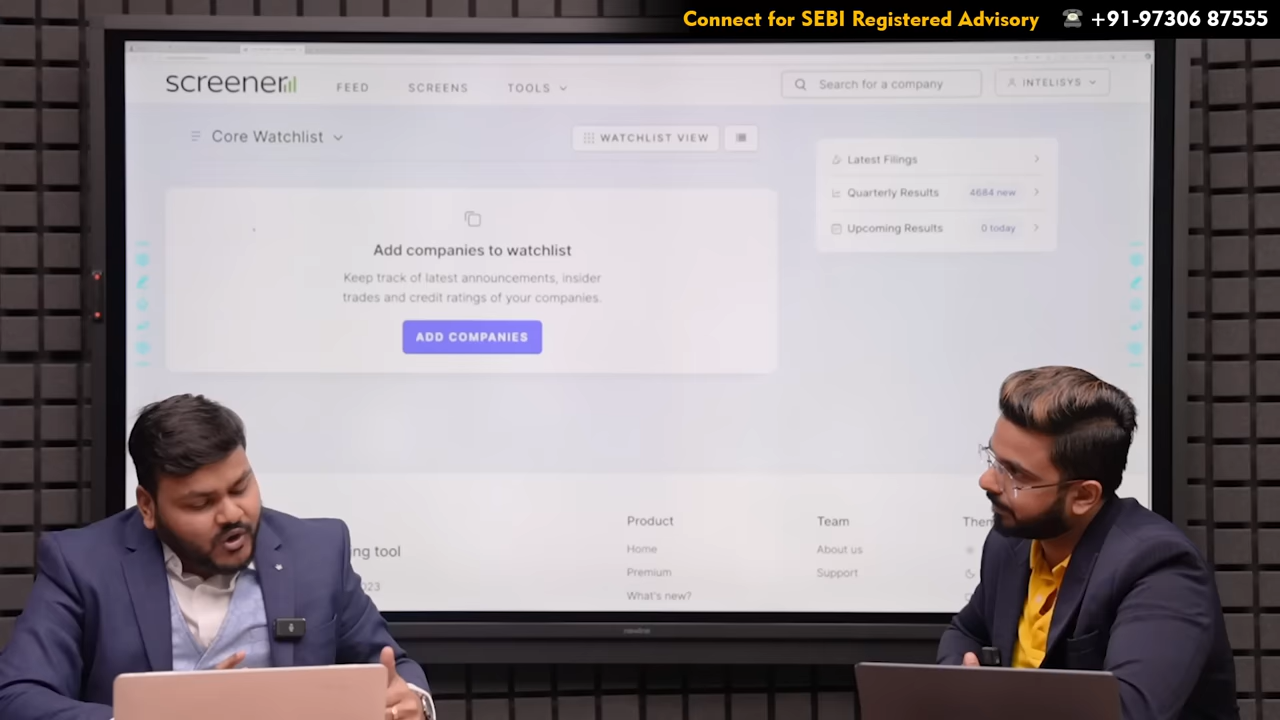 Connect for SEBI Registered Advisory ☎ +91-97306 87555
screener
FEED
SCREENS
TOOLS
Search for a company
INTELISYS
Core Watchlist
WATCHLIST VIEW
Latest Filings
Quarterly Results 4684 new
Upcoming Results 0 today
Add companies to watchlist
Keep track of latest announcements, insider
trades and credit ratings of your companies.
ADD COMPANIES
ing tool
023
Product
Home
Premium
What's new?
Team
About us
Support
Them
newline